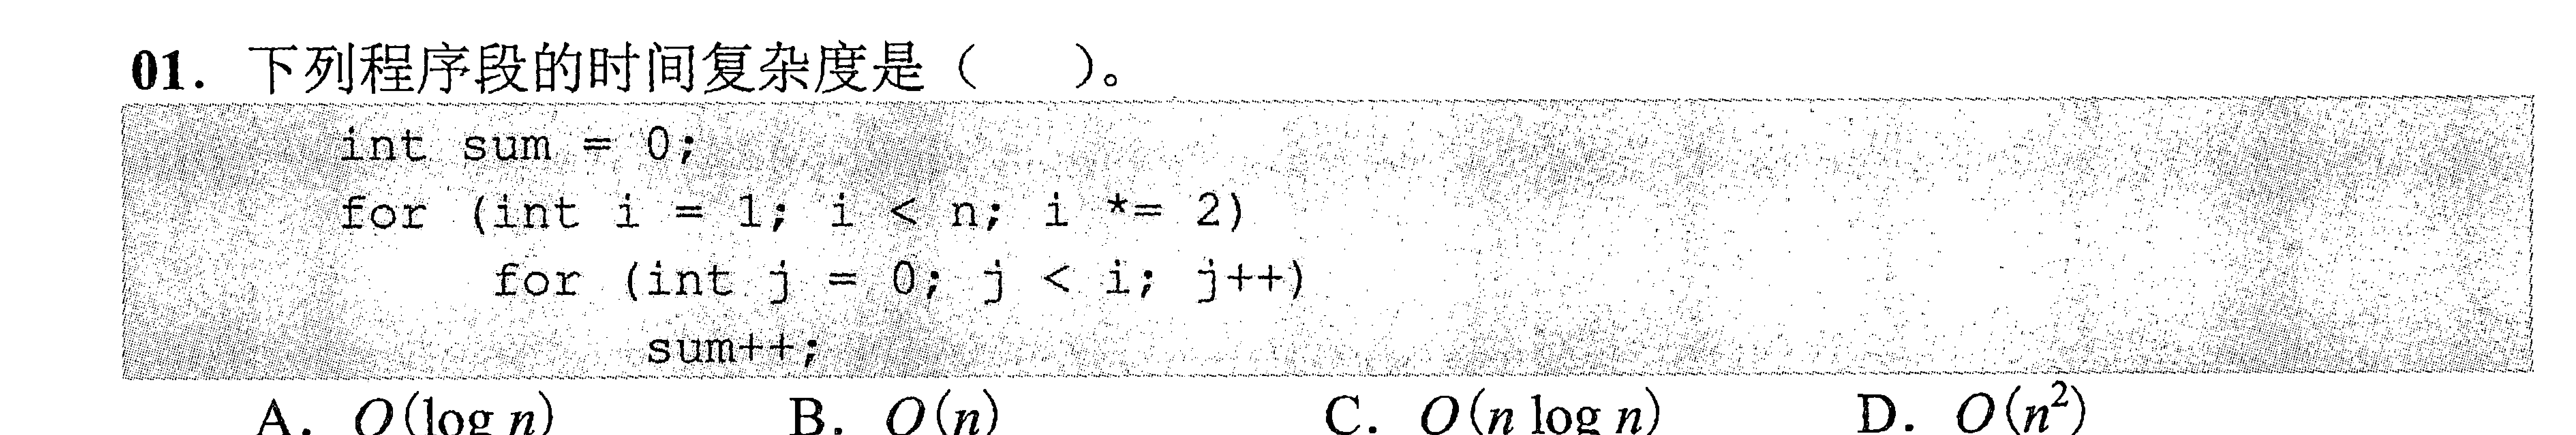 01. 下列程序段的时间复杂度是（  ）。
int sum = 0;
for (int i = 1; i < n; i *= 2)
for (int j = 0; j < i; j++)
sum++;
A. O(log n) B. O(n) C. O(n log n) D. O(n²)